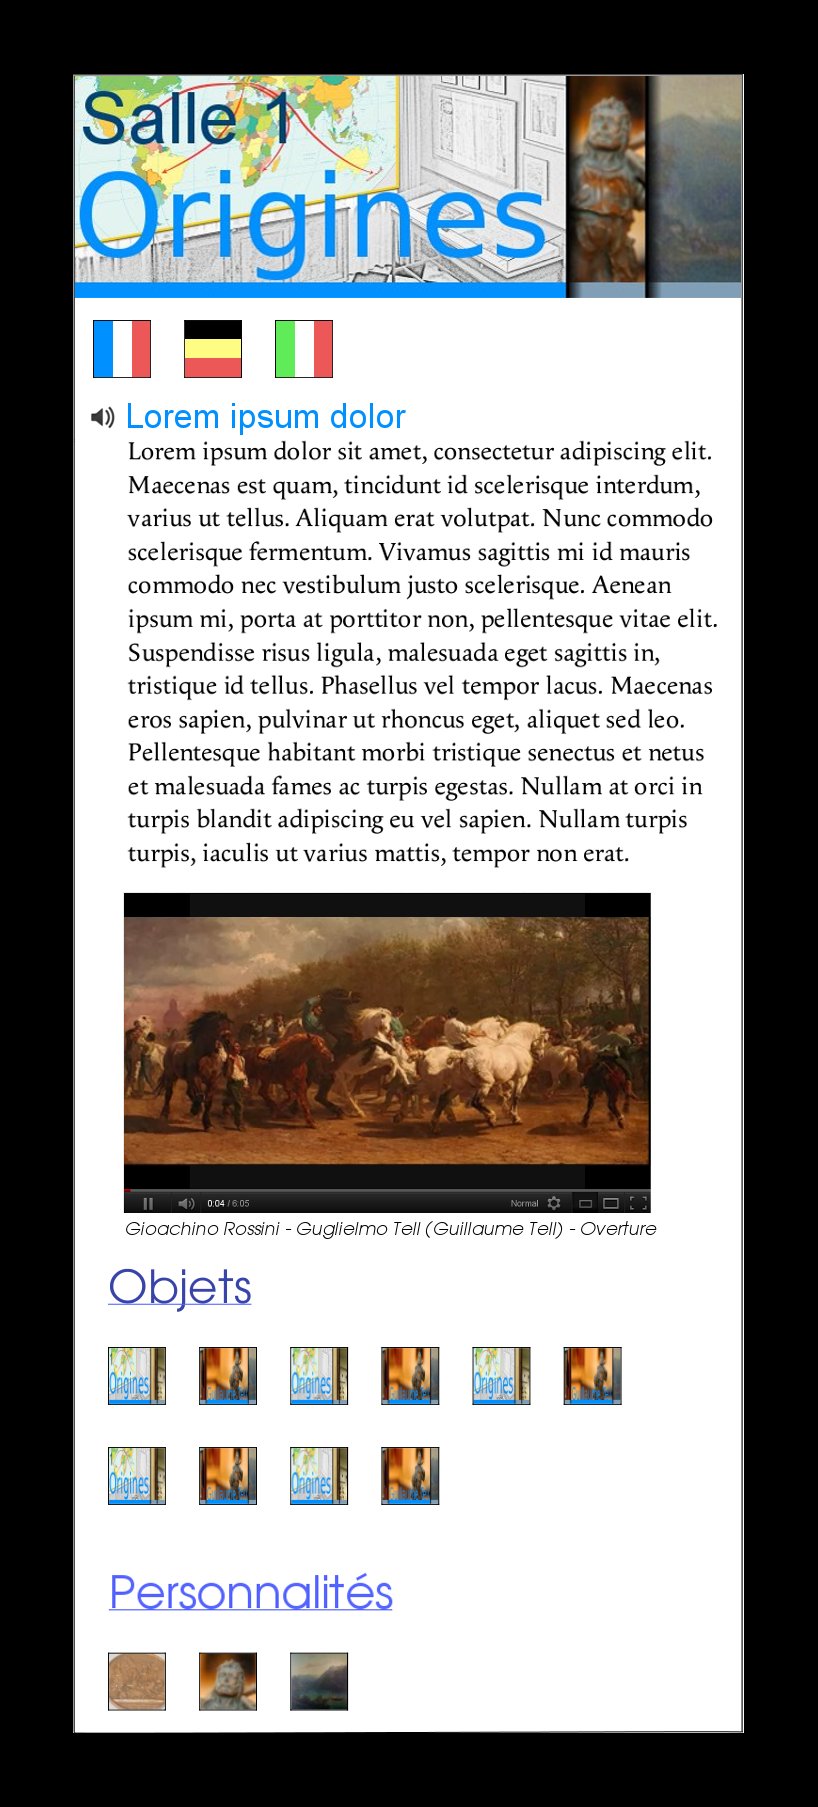 Salle 1
Origines
Lorem ipsum dolor
Lorem ipsum dolor sit amet, consectetur adipiscing elit.
Maecenas est quam, tincidunt id scelerisque interdum,
varius ut tellus. Aliquam erat volutpat. Nunc commodo
scelerisque fermentum. Vivamus sagittis mi id mauris
commodo nec vestibulum justo scelerisque. Aenean
ipsum mi, porta at porttitor non, pellentesque vitae elit.
Suspendisse risus ligula, malesuada eget sagittis in,
tristique id tellus. Phasellus vel tempor lacus. Maecenas
eros sapien, pulvinar ut rhoncus eget, aliquet sed leo.
Pellentesque habitant morbi tristique senectus et netus
et malesuada fames ac turpis egestas. Nullam at orci in
turpis blandit adipiscing eu vel sapien. Nullam turpis
turpis, iaculis ut varius mattis, tempor non erat.
0:04 / 6:05 Normal
Gioachino Rossini - Guglielmo Tell (Guillaume Tell) - Overture
Objets
Origines Origines Origines
Origines Origines
Personnalités